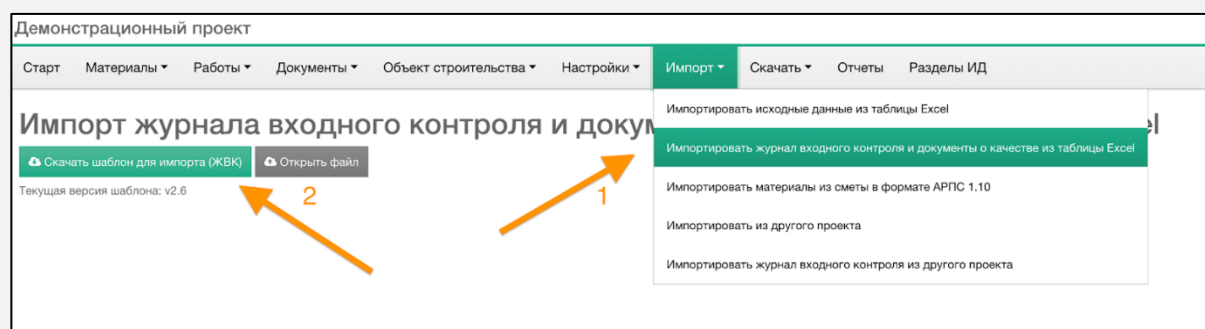 Демонстрационный проект
Старт Материалы Работы Документы Объект строительства Настройки Импорт Скачать Отчеты Разделы ИД
Импортировать исходные данные из таблицы Excel
Импорт журнала входного контроля и
Импортировать журнал входного контроля и документы о качестве из таблицы Excel
Скачать шаблон для импорта (ЖВК) Открыть файл
Текущая версия шаблона: v2.6
2
1
Импортировать материалы из сметы в формате АРПС 1.10
Импортировать из другого проекта
Импортировать журнал входного контроля из другого проекта